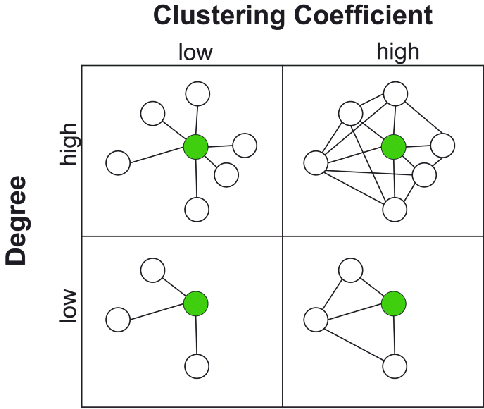 Clustering Coefficient
low
high
Degree
high
low